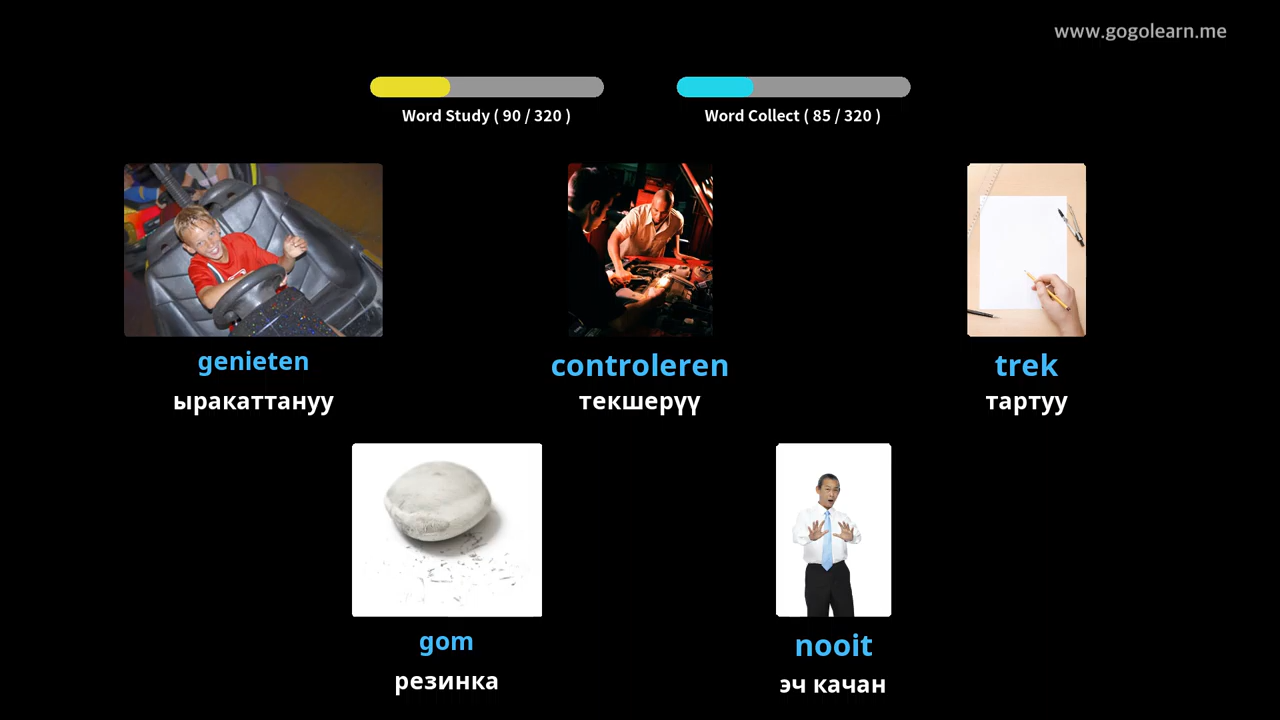 www.gogolearn.me
Word Study ( 90 / 320 )
Word Collect ( 85 / 320 )
genieten
ыракаттануу
controleren
текшерүү
trek
тартуу
gom
резинка
nooit
эч качан